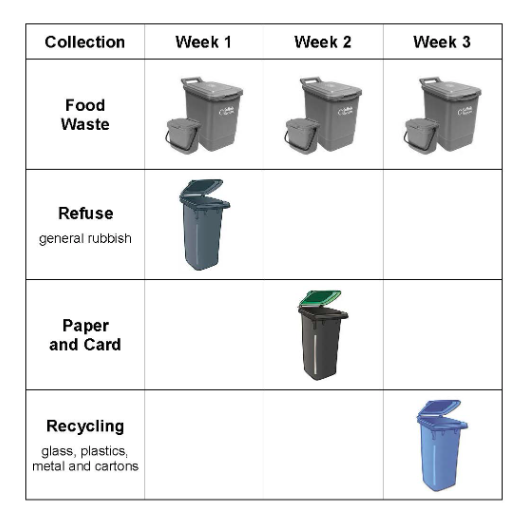 Collection
Week 1
Week 2
Week 3
Food
Waste
Refuse
general rubbish
Paper
and Card
Recycling
glass, plastics,
metal and cartons